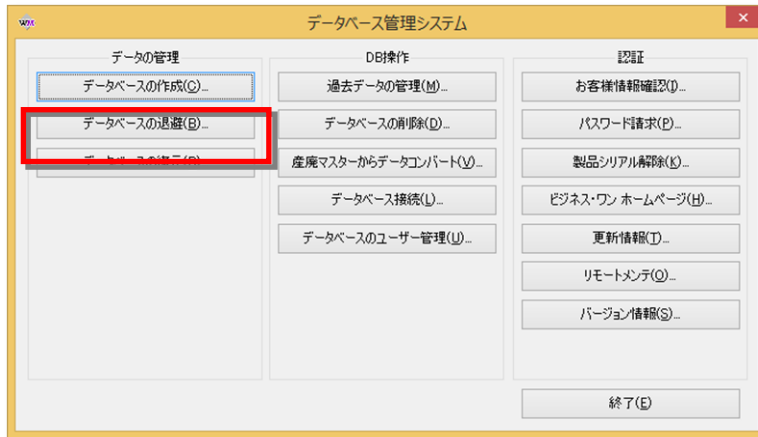 データベース管理システム
データの管理
データベースの作成(C)...
データベースの退避(B)...
DB操作
過去データの管理(M)...
データベースの削除(D)...
産廃マスターからデータコンバート(V)...
データベース接続(L)...
データベースのユーザー管理(U)...
認証
お客様情報確認(I)...
パスワード請求(P)...
製品シリアル解除(K)...
ビジネス・ワン ホームページ(H)...
更新情報(T)...
リモートメンテ(O)...
バージョン情報(S)...
終了(E)